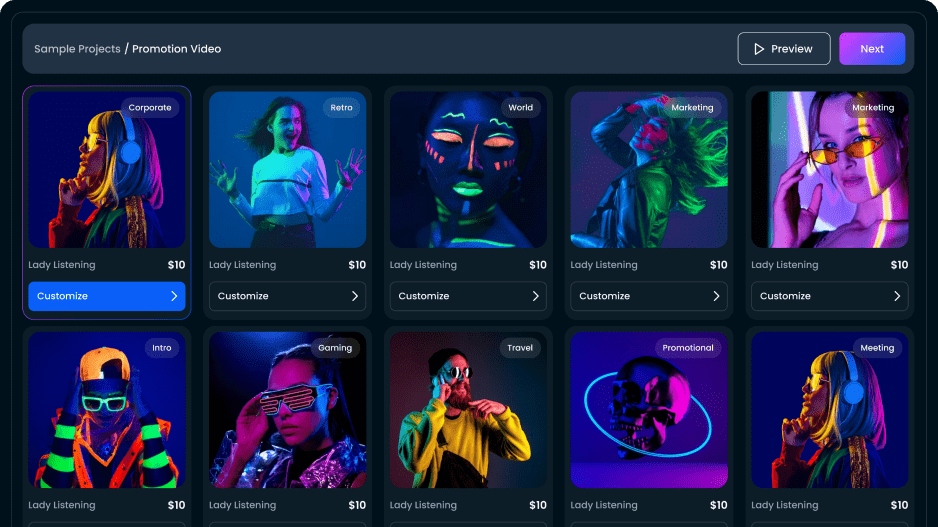 Sample Projects / Promotion Video
Preview
Next
Corporate
Retro
World
Marketing
Marketing
Lady Listening $10
Lady Listening $10
Lady Listening $10
Lady Listening $10
Lady Listening $10
Customize
Customize
Customize
Customize
Customize
Intro
Gaming
Travel
Promotional
Meeting
Lady Listening $10
Lady Listening $10
Lady Listening $10
Lady Listening $10
Lady Listening $10